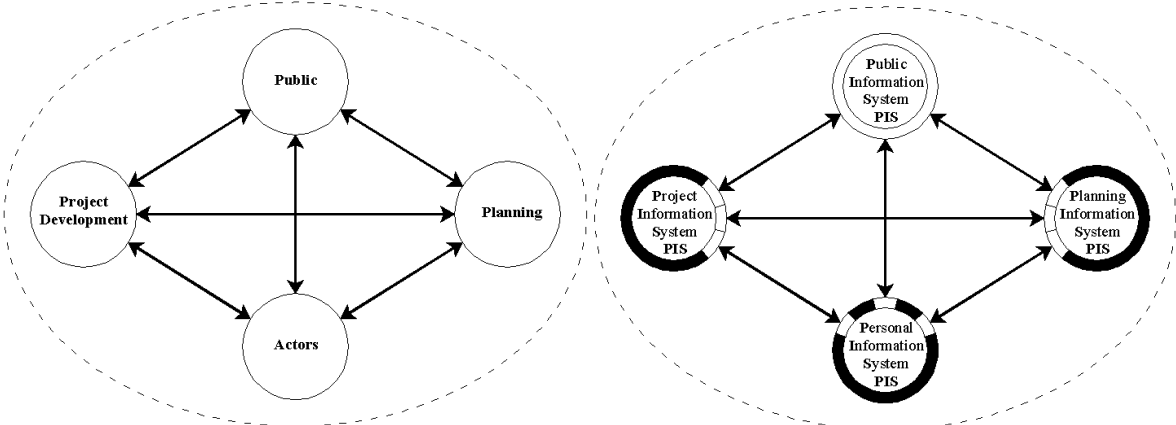 Public
Project
Development
Planning
Actors
Public
Information
System
PIS
Project
Information
System
PIS
Planning
Information
System
PIS
Personal
Information
System
PIS